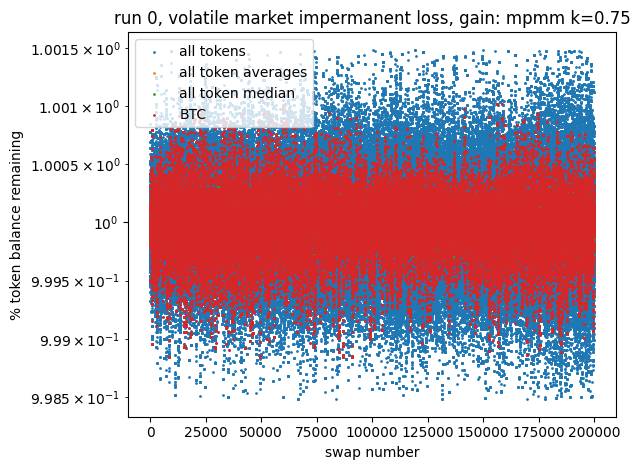 run 0, volatile market impermanent loss, gain: mpmm k=0.75
% token balance remaining
1.0015 × 10⁰
1.001 × 10⁰
1.0005 × 10⁰
10⁰
9.995 × 10⁻¹
9.99 × 10⁻¹
9.985 × 10⁻¹
all tokens
all token averages
all token median
BTC
0 25000 50000 75000 100000 125000 150000 175000 200000
swap number